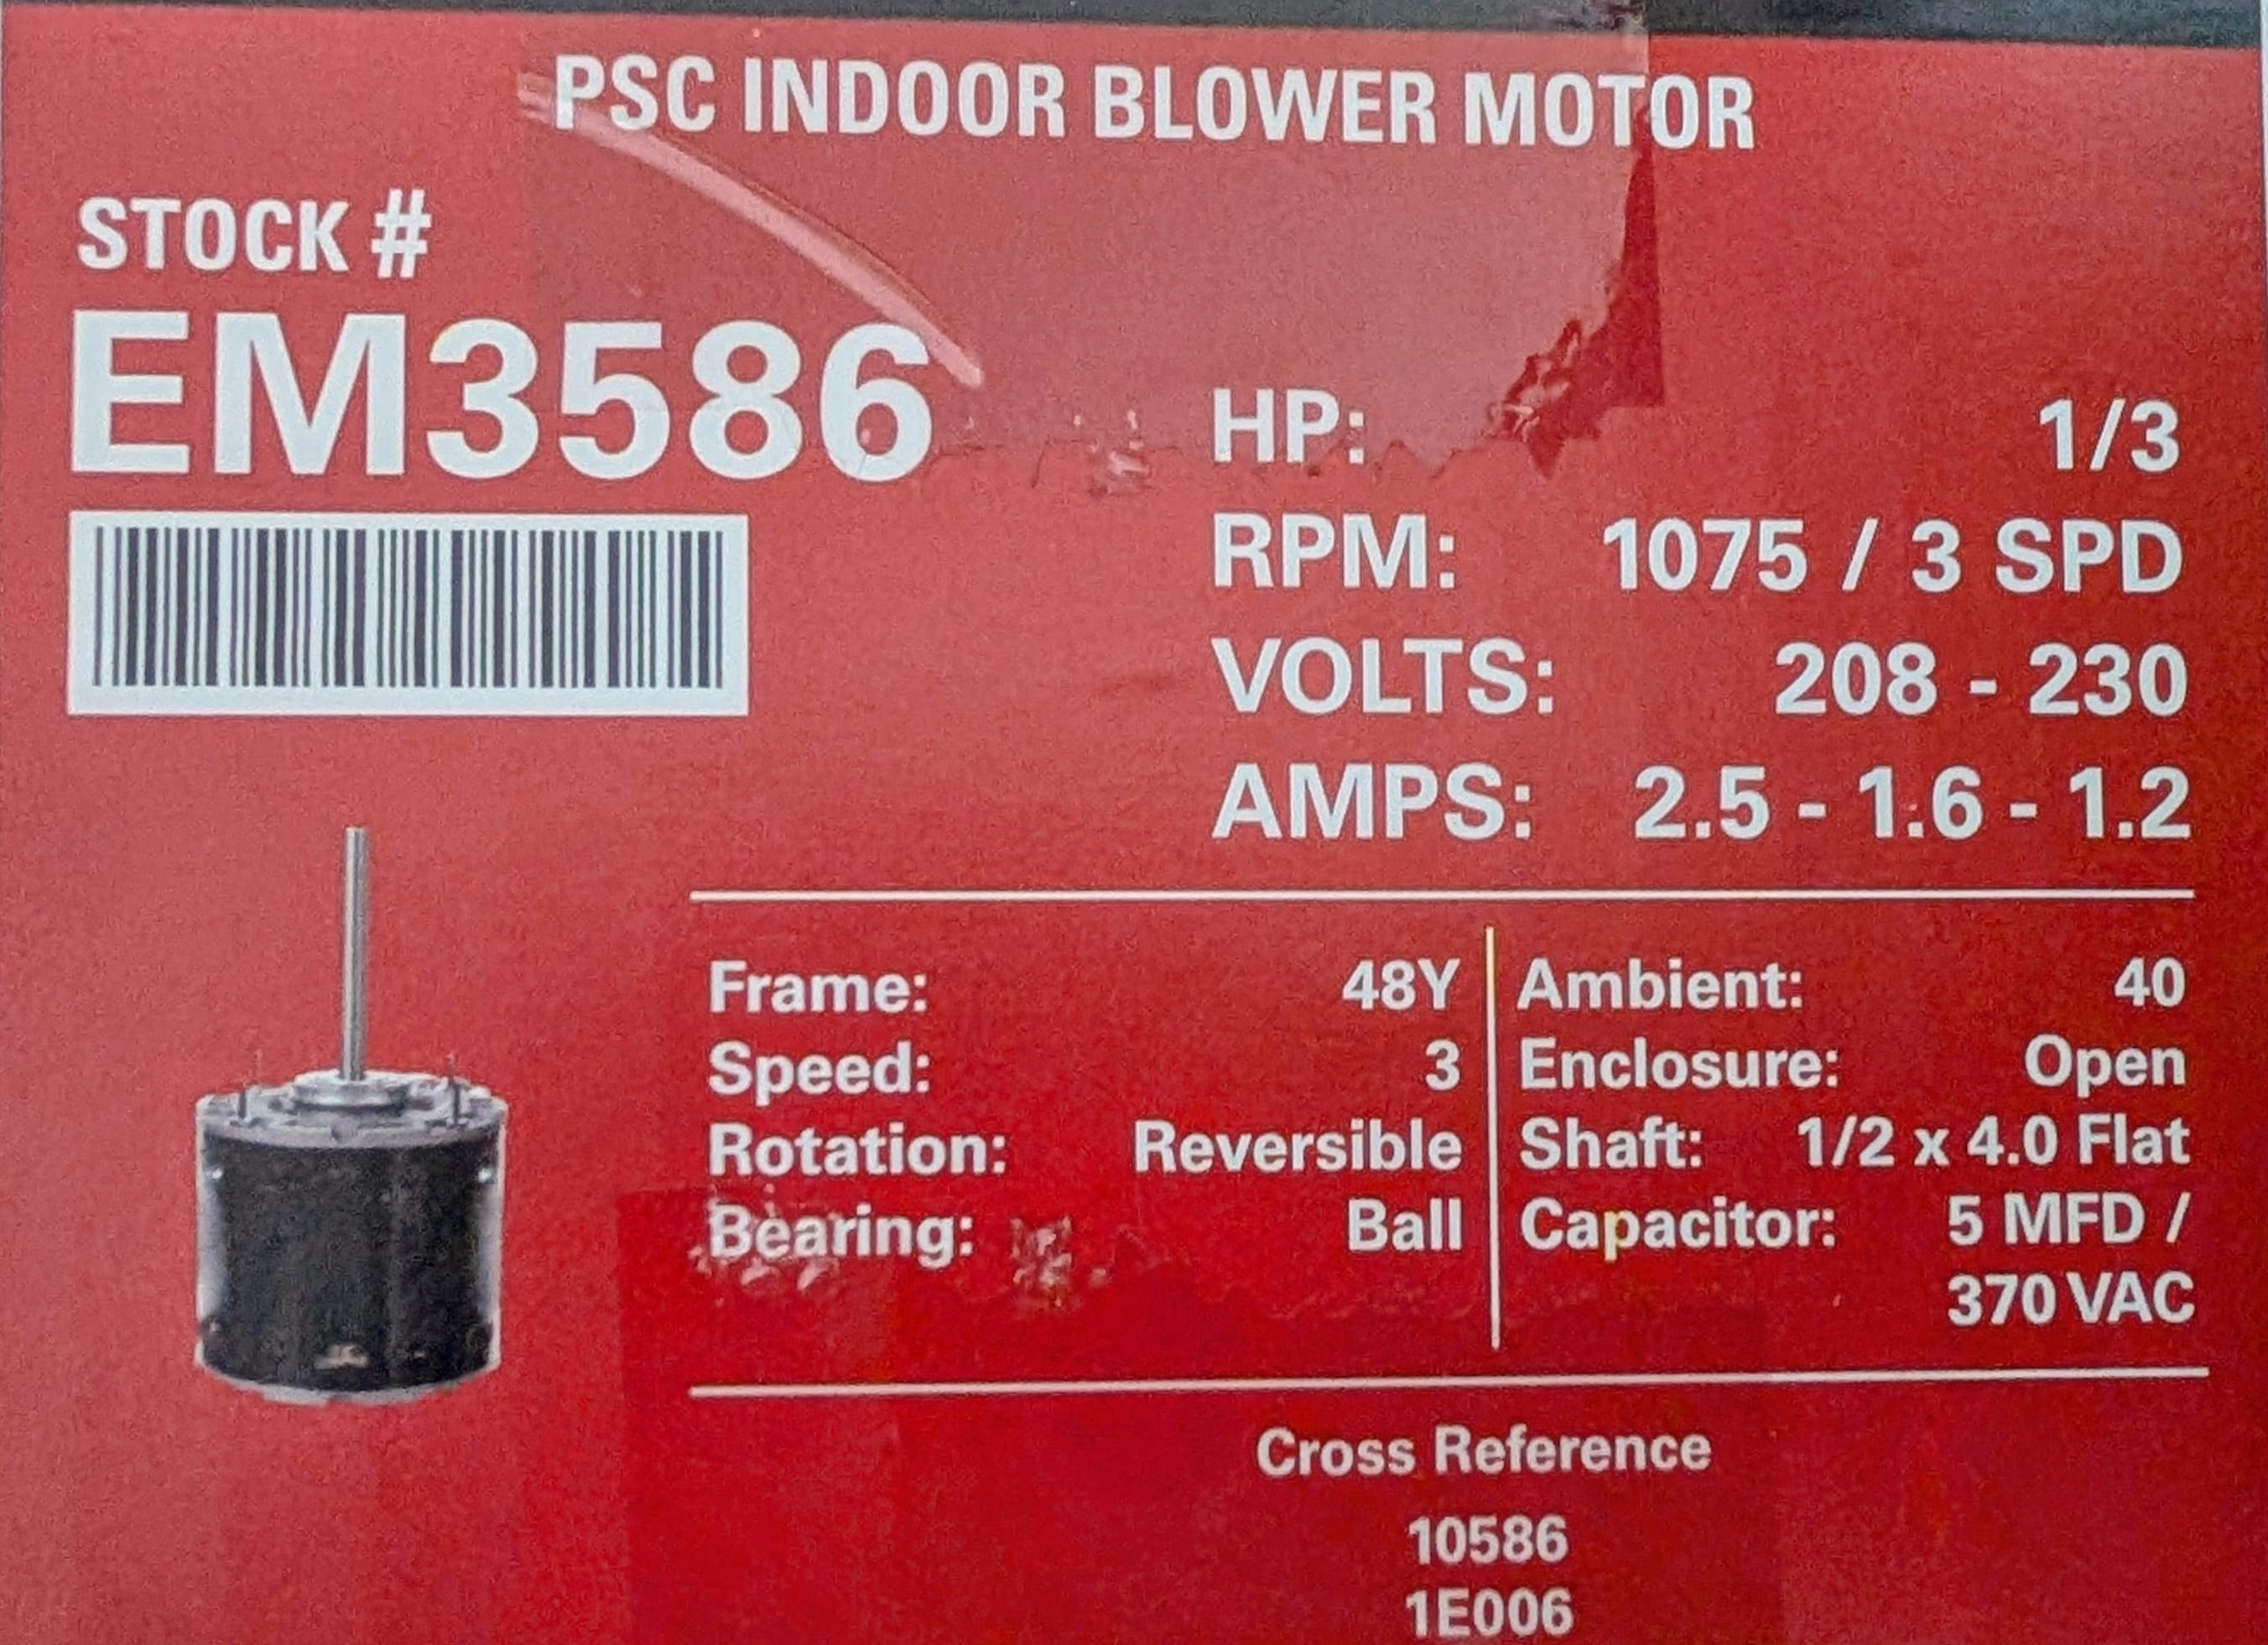 PSC INDOOR BLOWER MOTOR
STOCK #
EM3586
HP: 1/3
RPM: 1075 / 3 SPD
VOLTS: 208 - 230
AMPS: 2.5 - 1.6 - 1.2
Frame: 48Y
Speed: 3
Rotation: Reversible
Bearing: Ball
Ambient: 40
Enclosure: Open
Shaft: 1/2 x 4.0 Flat
Capacitor: 5 MFD /
370 VAC
Cross Reference
10586
1E006